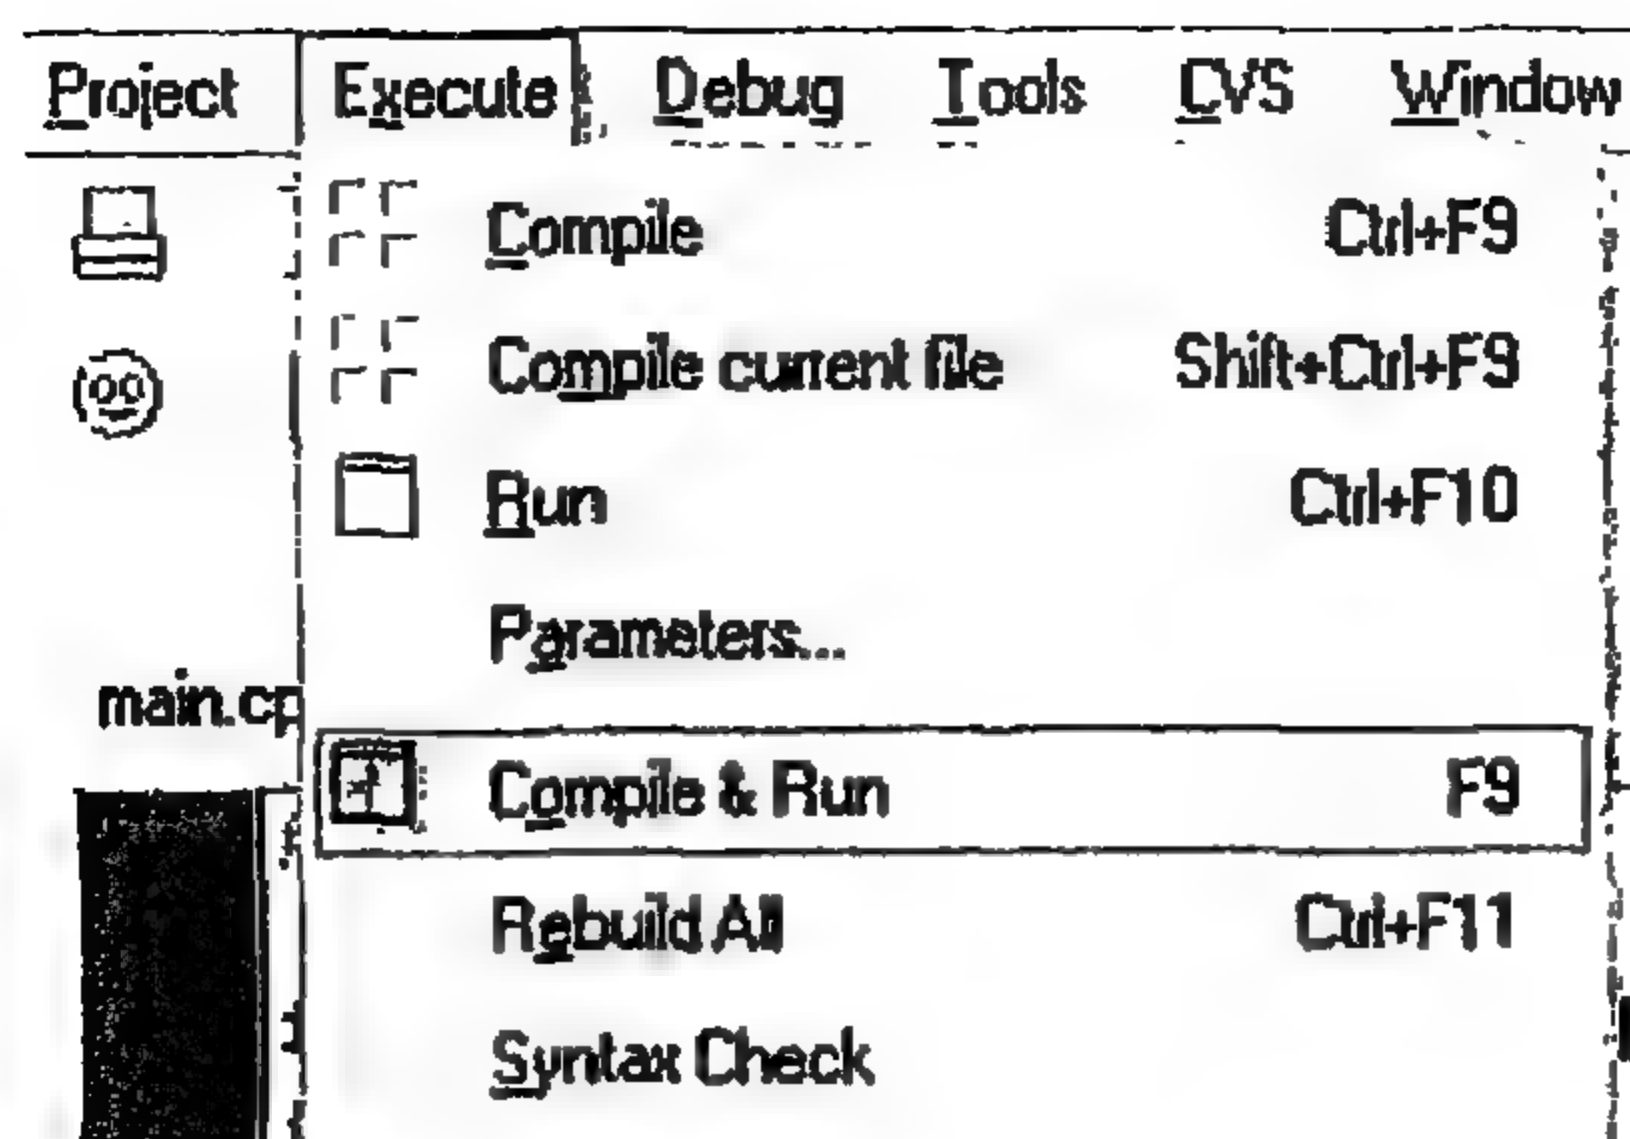 Project Execute Debug Tools CVS Window
Compile Ctrl+F9
Compile current file Shift+Ctrl+F9
Run Ctrl+F10
Parameters...
main.cp
Compile & Run F9
Rebuild All Ctrl+F11
Syntax Check